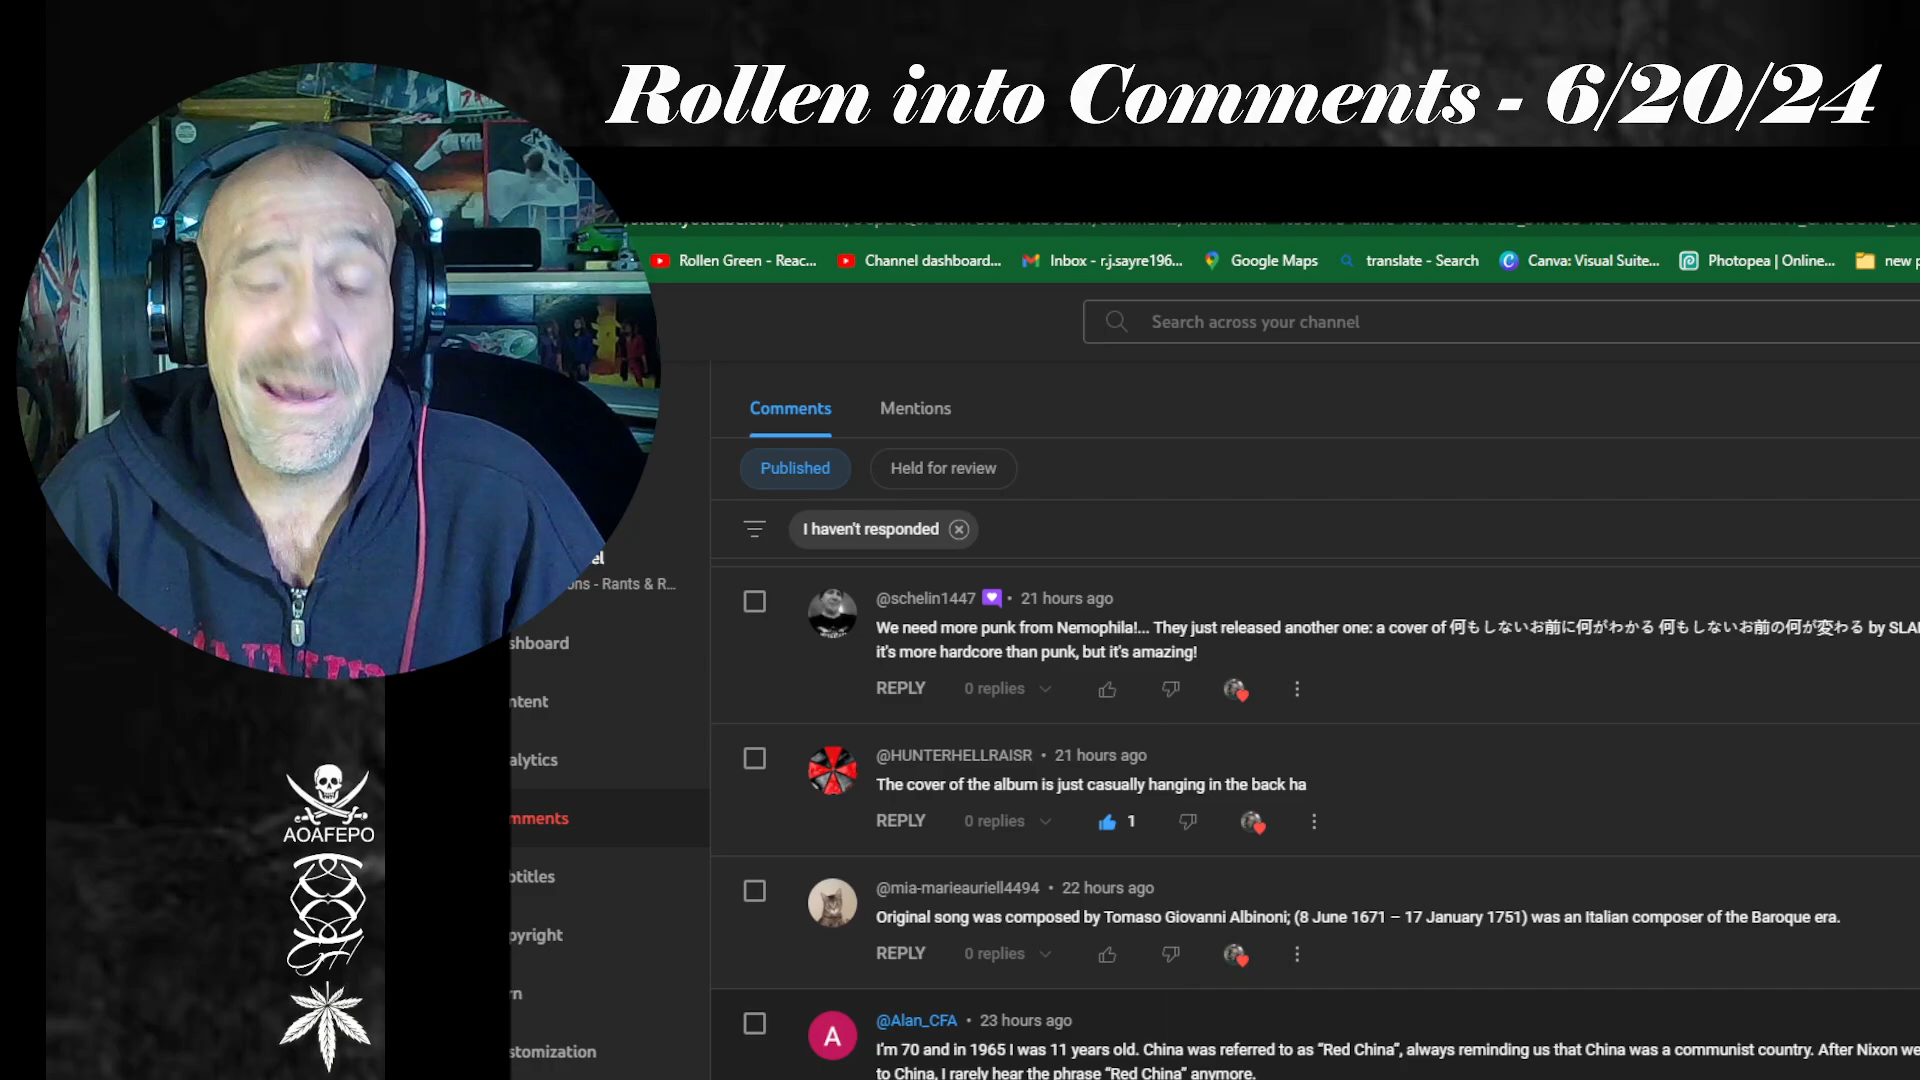 Rollen into Comments - 6/20/24
Rollen Green - Reac...
Channel dashboard...
Inbox - r.j.sayre196...
Google Maps
translate - Search
Canva: Visual Suite...
Photopea | Online...
new p
Search across your channel
Comments
Mentions
Published
Held for review
I haven't responded
el
ons - Rants & R...
shboard
ntent
alytics
mments
btitles
pyright
rn
stomization
@schelin1447 • 21 hours ago
We need more punk from Nemophila!... They just released another one: a cover of 何もしないお前に何がわかる 何もしないお前の何が変わる by SLA
it's more hardcore than punk, but it's amazing!
REPLY 0 replies
@HUNTERHELLRAISR • 21 hours ago
The cover of the album is just casually hanging in the back ha
REPLY 0 replies 1
@mia-marieauriell4494 • 22 hours ago
Original song was composed by Tomaso Giovanni Albinoni; (8 June 1671 – 17 January 1751) was an Italian composer of the Baroque era.
REPLY 0 replies
A
@Alan_CFA • 23 hours ago
I'm 70 and in 1965 I was 11 years old. China was referred to as “Red China”, always reminding us that China was a communist country. After Nixon we
to China, I rarely hear the phrase “Red China” anymore.
AOAFEPO